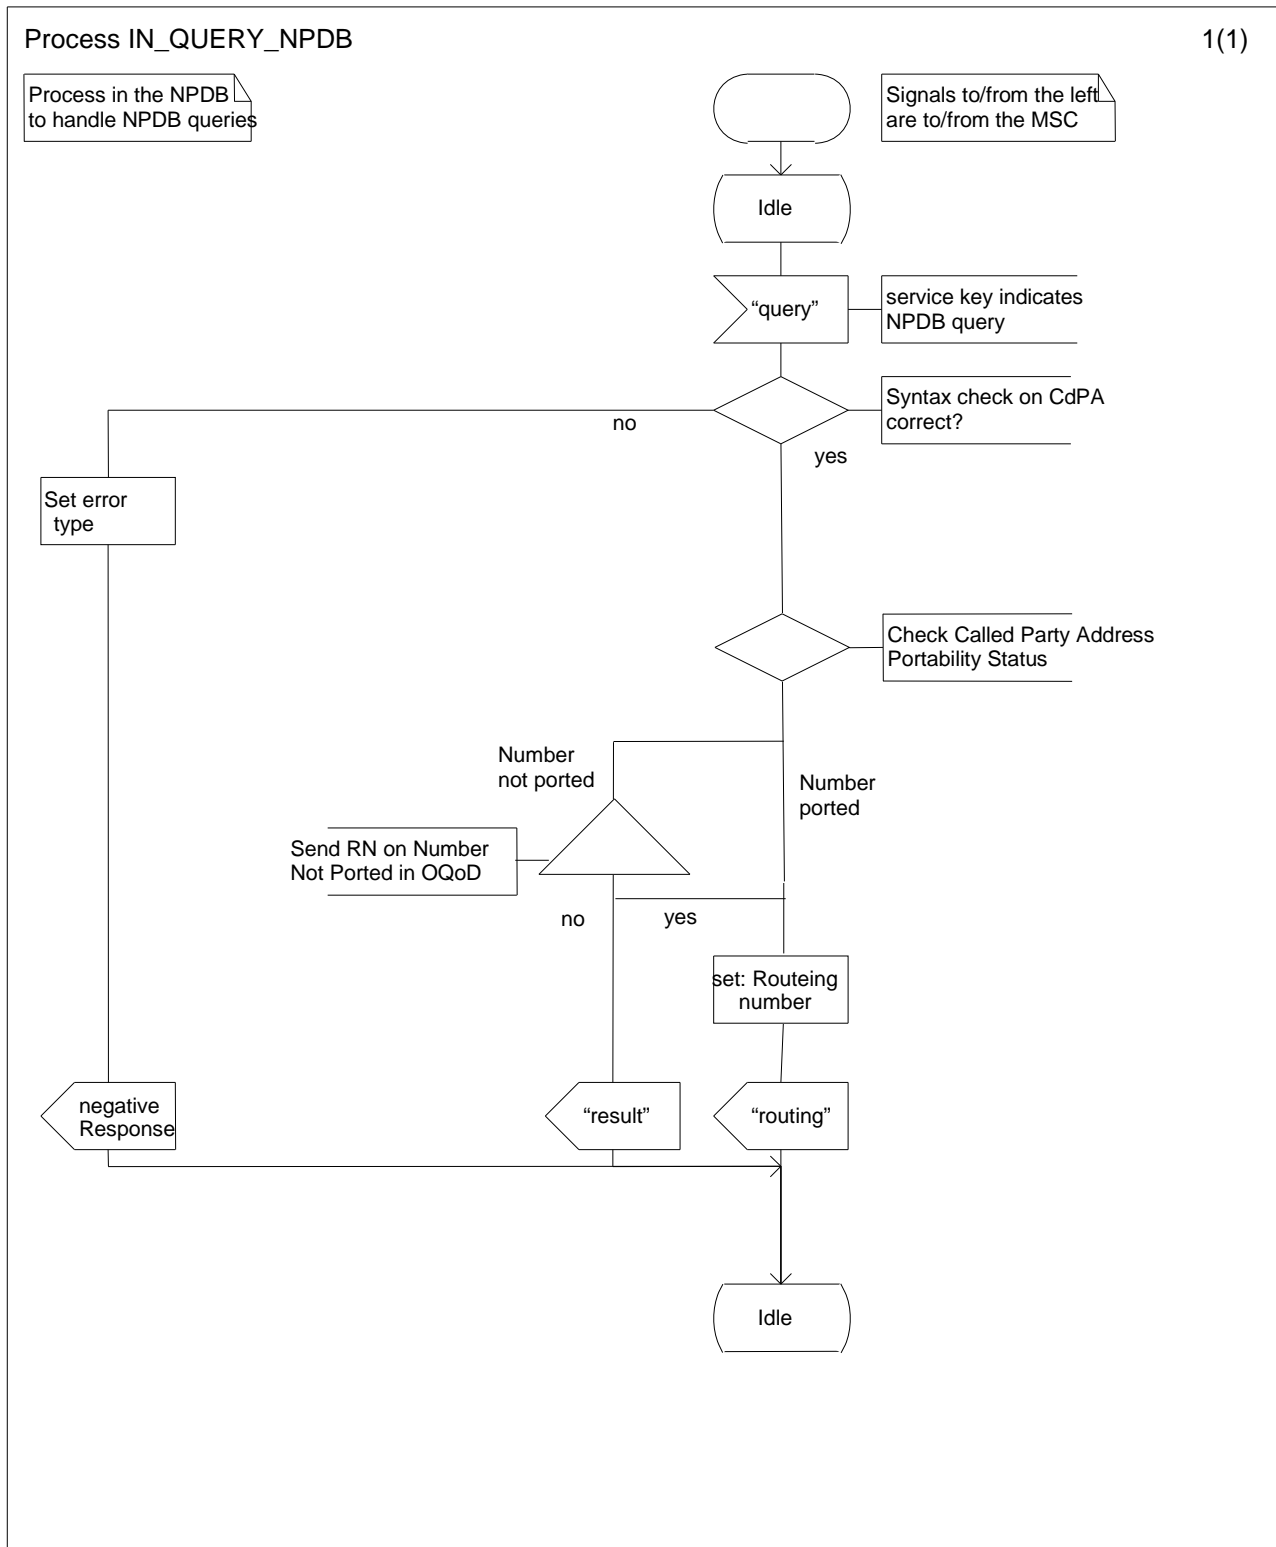 Process IN_QUERY_NPDB
1(1)
Process in the NPDB
to handle NPDB queries
Signals to/from the left
are to/from the MSC
Idle
“query”
service key indicates
NPDB query
Syntax check on CdPA
correct?
no
yes
Set error
type
Check Called Party Address
Portability Status
Number
not ported
Number
ported
Send RN on Number
Not Ported in OQoD
no
yes
set: Routeing
number
negative
Response
“result”
“routing”
Idle